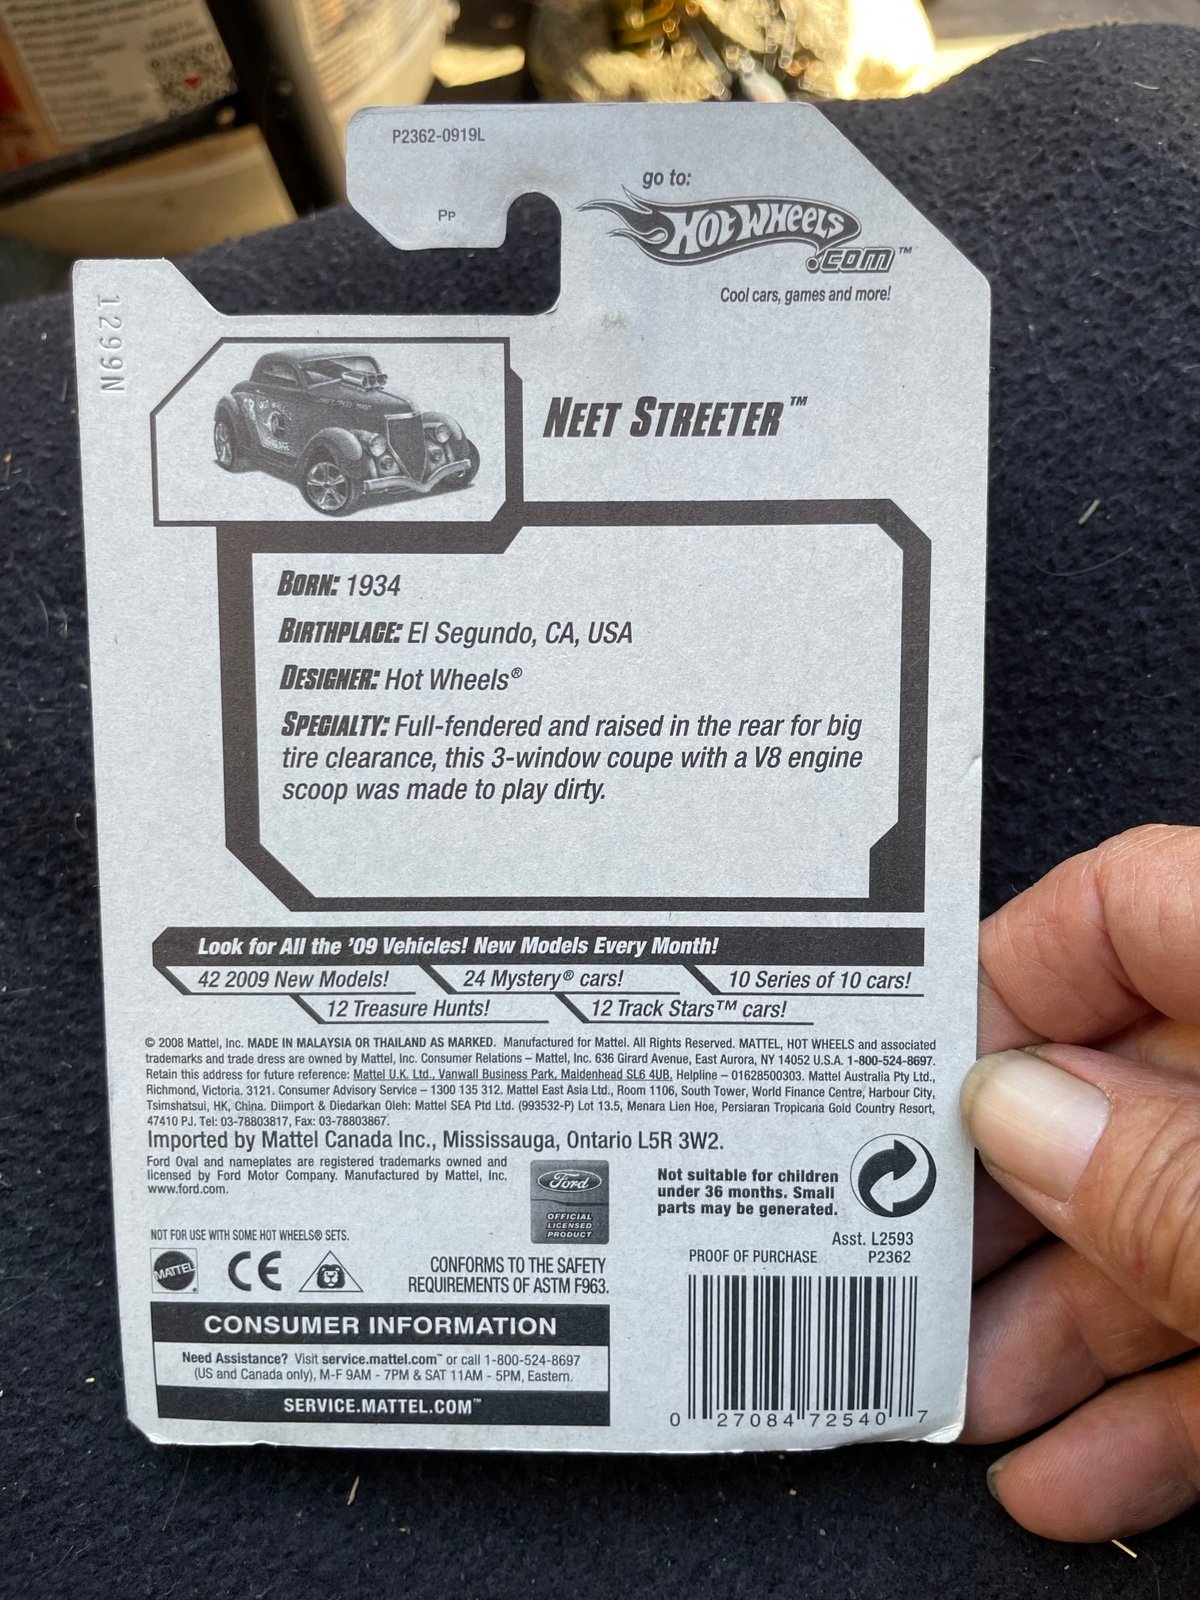 P2362-0919L
Pp
go to:
HOT WHEELS
.COM™
Cool cars, games and more!
1299N
NEET STREETER™
BORN: 1934
BIRTHPLACE: El Segundo, CA, USA
DESIGNER: Hot Wheels®
SPECIALTY: Full-fendered and raised in the rear for big
tire clearance, this 3-window coupe with a V8 engine
scoop was made to play dirty.
Look for All the '09 Vehicles! New Models Every Month!
42 2009 New Models!
24 Mystery® cars!
10 Series of 10 cars!
12 Treasure Hunts!
12 Track Stars™ cars!
© 2008 Mattel, Inc. MADE IN MALAYSIA OR THAILAND AS MARKED. Manufactured for Mattel. All Rights Reserved. MATTEL, HOT WHEELS and associated
trademarks and trade dress are owned by Mattel, Inc. Consumer Relations – Mattel, Inc. 636 Girard Avenue, East Aurora, NY 14052 U.S.A. 1-800-524-8697.
Retain this address for future reference: Mattel U.K. Ltd., Vanwall Business Park, Maidenhead SL6 4UB. Helpline – 01628500303. Mattel Australia Pty Ltd.,
Richmond, Victoria. 3121. Consumer Advisory Service – 1300 135 312. Mattel East Asia Ltd., Room 1106, South Tower, World Finance Centre, Harbour City,
Tsimshatsui, HK, China. Diimport & Diedarkan Oleh: Mattel SEA Ptd Ltd. (993532-P) Lot 13.5, Menara Lien Hoe, Persiaran Tropicana Gold Country Resort,
47410 PJ. Tel: 03-78803817, Fax: 03-78803867.
Imported by Mattel Canada Inc., Mississauga, Ontario L5R 3W2.
Ford Oval and nameplates are registered trademarks owned and
licensed by Ford Motor Company. Manufactured by Mattel, Inc.
www.ford.com.
Ford
OFFICIAL
LICENSED
PRODUCT
Not suitable for children
under 36 months. Small
parts may be generated.
NOT FOR USE WITH SOME HOT WHEELS® SETS.
MATTEL
CE
CONFORMS TO THE SAFETY
REQUIREMENTS OF ASTM F963.
Asst. L2593
PROOF OF PURCHASE P2362
CONSUMER INFORMATION
Need Assistance? Visit service.mattel.com™ or call 1-800-524-8697
(US and Canada only), M-F 9AM - 7PM & SAT 11AM - 5PM, Eastern.
SERVICE.MATTEL.COM™
0 27084 72540 7